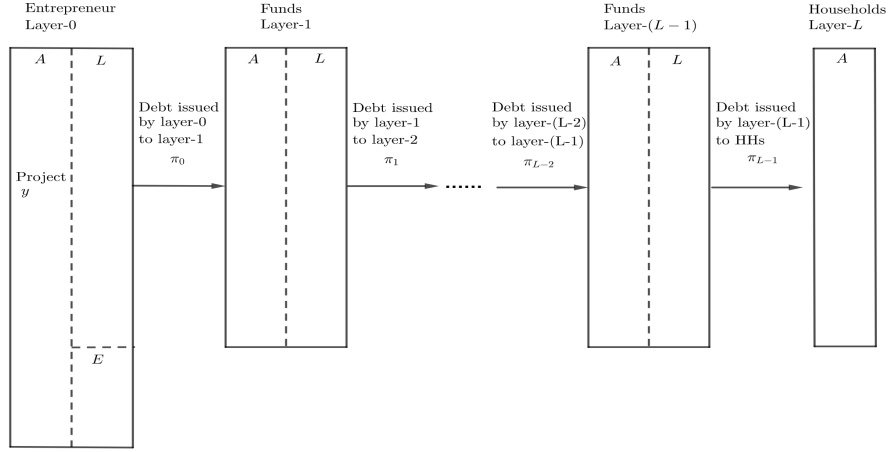 Entrepreneur
Layer-0
Funds
Layer-1
Funds
Layer-(L − 1)
Households
Layer-L
A L
A L
A L
A
Debt issued
by layer-0
to layer-1
π0
Debt issued
by layer-1
to layer-2
π1
Debt issued
by layer-(L-2)
to layer-(L-1)
πL−2
Debt issued
by layer-(L-1)
to HHs
πL−1
Project
y
......
E